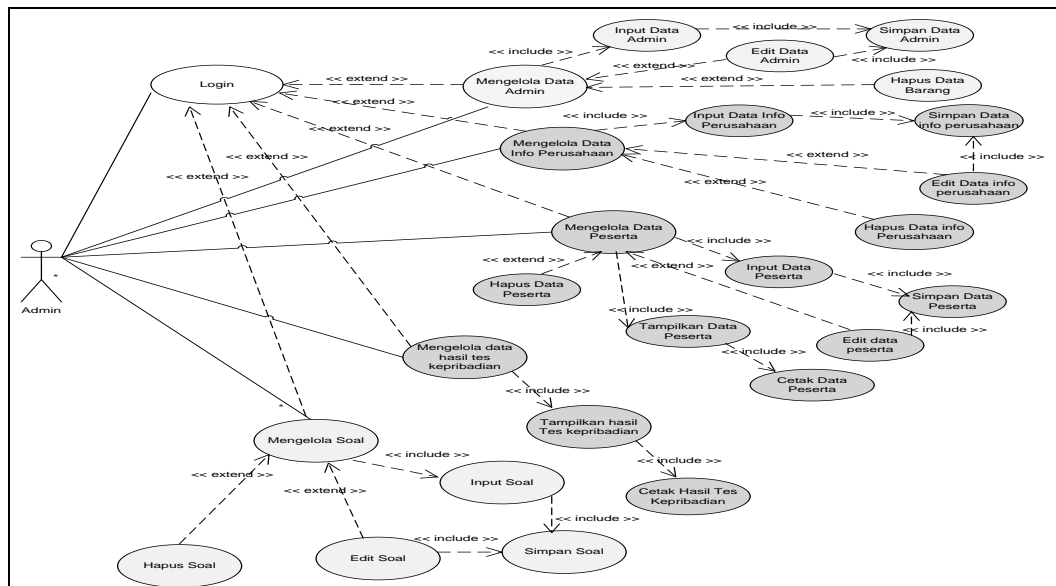 Input Data
Admin
<< include >>
Simpan Data
Admin
<< include >>
Edit Data
Admin
<< include >>
Login
<< extend >>
Mengelola Data
Admin
<< extend >>
<< extend >>
Hapus Data
Barang
<< extend >>
<< include >>
Input Data Info
Perusahaan
<< include >>
Simpan Data
info perusahaan
<< extend >>
Mengelola Data
Info Perusahaan
<< extend >>
<< include >>
<< extend >>
<< extend >>
<< extend >>
Edit Data info
perusahaan
Mengelola Data
Peserta
Hapus Data info
Perusahaan
<< include >>
<< extend >>
<< extend >>
Input Data
Peserta
<< include >>
Hapus Data
Peserta
Simpan Data
Peserta
*
Admin
<< include >>
Tampilkan Data
Peserta
<< include >>
Edit data
peserta
Mengelola data
hasil tes
kepribadian
<< include >>
Cetak Data
Peserta
<< include >>
*
Tampilkan hasil
Tes kepribadian
Mengelola Soal
<< include >>
<< include >>
<< extend >>
<< extend >>
Input Soal
Cetak Hasil Tes
Kepribadian
<< include >>
<< include >>
Hapus Soal
Edit Soal
Simpan Soal